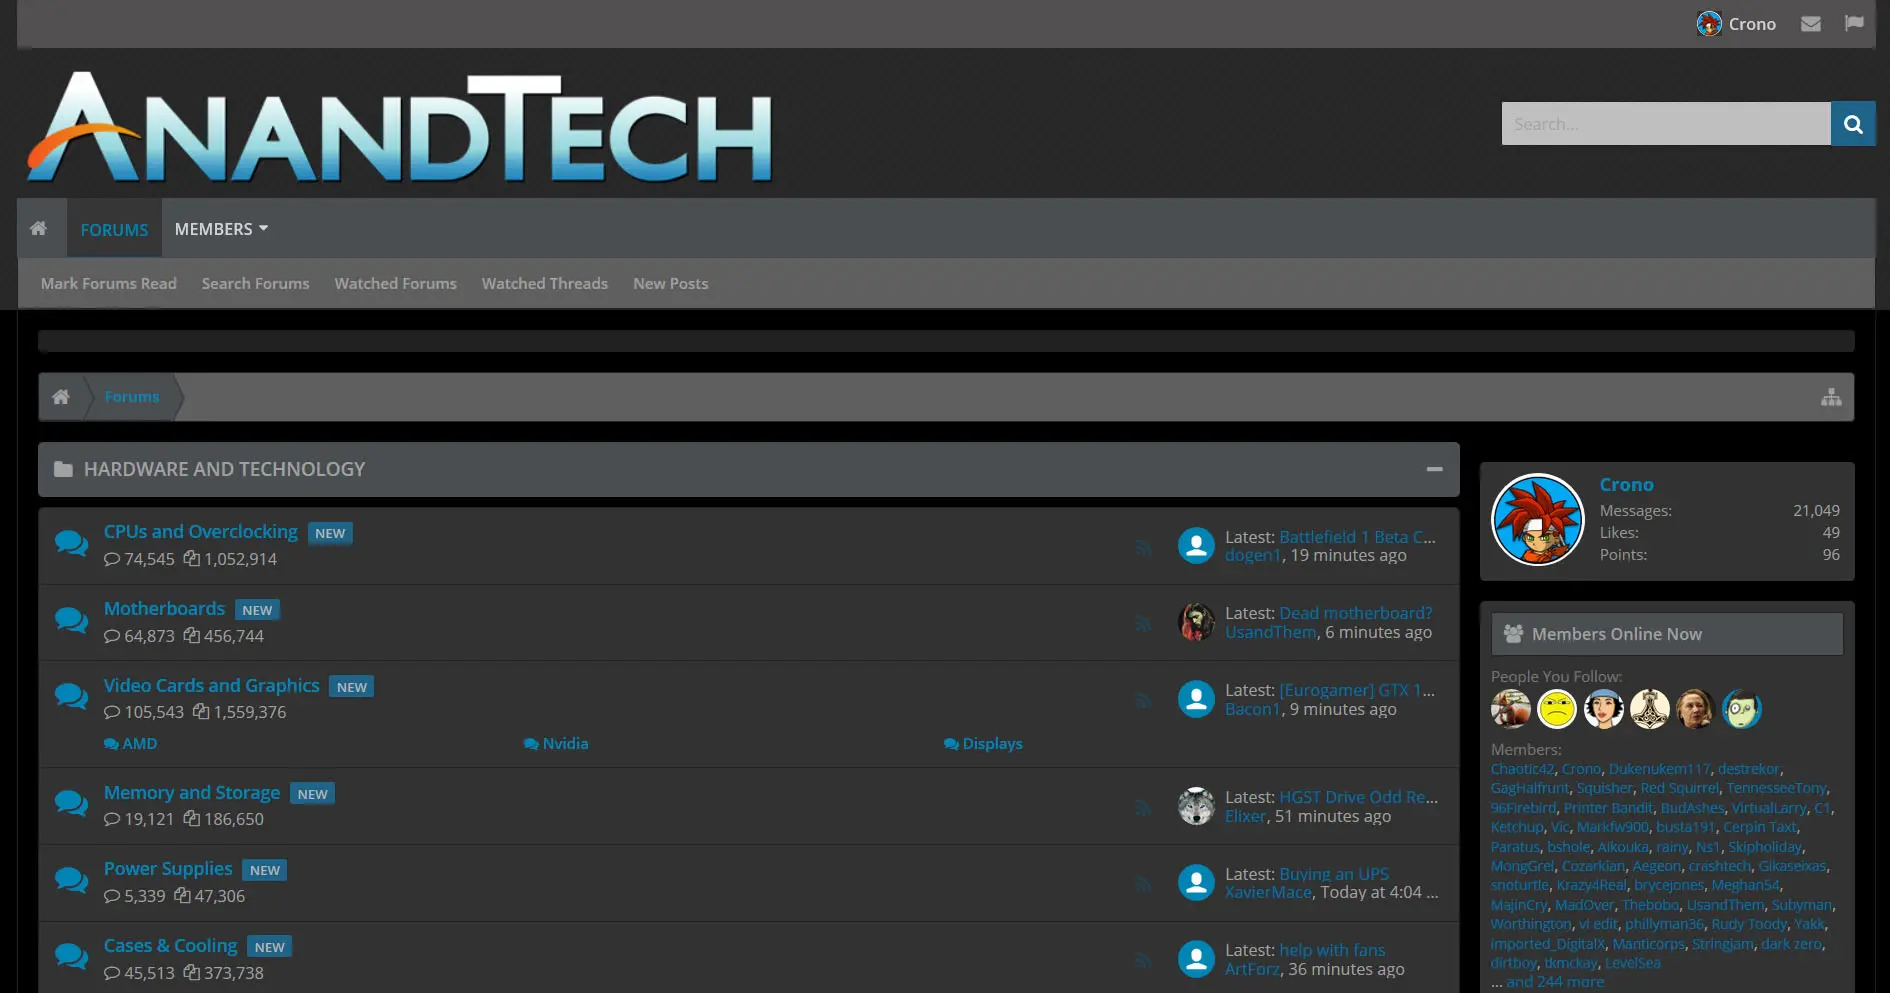 Crono
ANANDTECH
Search...
FORUMS
MEMBERS
Mark Forums Read
Search Forums
Watched Forums
Watched Threads
New Posts
Forums
HARDWARE AND TECHNOLOGY
CPUs and Overclocking NEW
74,545 1,052,914
Latest: Battlefield 1 Beta C...
dogen1, 19 minutes ago
Motherboards NEW
64,873 456,744
Latest: Dead motherboard?
UsandThem, 6 minutes ago
Video Cards and Graphics NEW
105,543 1,559,376
Latest: [Eurogamer] GTX 1...
Bacon1, 9 minutes ago
AMD
Nvidia
Displays
Memory and Storage NEW
19,121 186,650
Latest: HGST Drive Odd Re...
Elixer, 51 minutes ago
Power Supplies NEW
5,339 47,306
Latest: Buying an UPS
XavierMace, Today at 4:04 ...
Cases & Cooling NEW
45,513 373,738
Latest: help with fans
ArtForz, 36 minutes ago
Crono
Messages: 21,049
Likes: 49
Points: 96
Members Online Now
People You Follow:
Members:
Chaotic42, Crono, Dukenukem117, destrekor,
GagHalfrunt, Squisher, Red Squirrel, TennesseeTony,
96Firebird, Printer Bandit, BudAshes, VirtualLarry, C1,
Ketchup, Vic, Markfw900, busta191, Cerpin Taxt,
Paratus, bshole, Aikouka, rainy, Ns1, Skipholiday,
MongGrel, Cozarkian, Aegeon, crashtech, Gikaseixas,
snoturtle, Krazy4Real, brycejones, Meghan54,
MajinCry, MadOver, Thebobo, UsandThem, Subyman,
Worthington, vi edit, phillyman36, Rudy Toody, Yakk,
imported_DigitalX, Manticorps, Stringjam, dark zero,
dirtboy, tkmckay, LevelSea
... and 244 more